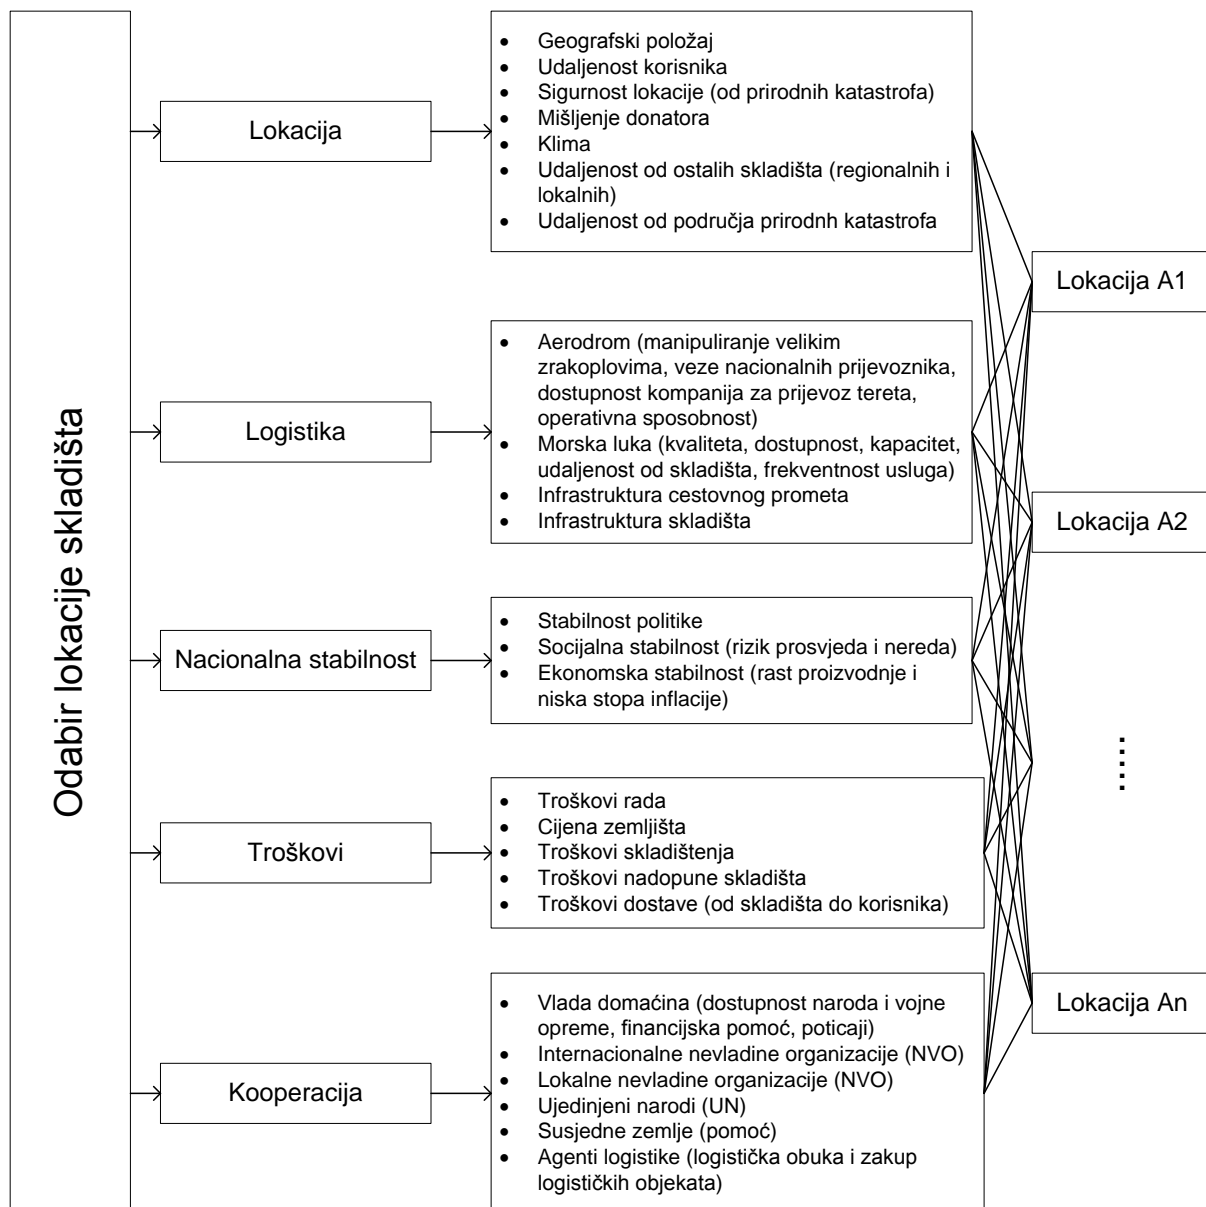 Odabir lokacije skladišta
Lokacija
• Geografski položaj
• Udaljenost korisnika
• Sigurnost lokacije (od prirodnih katastrofa)
• Mišljenje donatora
• Klima
• Udaljenost od ostalih skladišta (regionalnih i
lokalnih)
• Udaljenost od područja prirodnh katastrofa
Logistika
• Aerodrom (manipuliranje velikim
zrakoplovima, veze nacionalnih prijevoznika,
dostupnost kompanija za prijevoz tereta,
operativna sposobnost)
• Morska luka (kvaliteta, dostupnost, kapacitet,
udaljenost od skladišta, frekventnost usluga)
• Infrastruktura cestovnog prometa
• Infrastruktura skladišta
Nacionalna stabilnost
• Stabilnost politike
• Socijalna stabilnost (rizik prosvjeda i nereda)
• Ekonomska stabilnost (rast proizvodnje i
niska stopa inflacije)
Troškovi
• Troškovi rada
• Cijena zemljišta
• Troškovi skladištenja
• Troškovi nadopune skladišta
• Troškovi dostave (od skladišta do korisnika)
Kooperacija
• Vlada domaćina (dostupnost naroda i vojne
opreme, financijska pomoć, poticaji)
• Internacionalne nevladine organizacije (NVO)
• Lokalne nevladine organizacije (NVO)
• Ujedinjeni narodi (UN)
• Susjedne zemlje (pomoć)
• Agenti logistike (logistička obuka i zakup
logističkih objekata)
Lokacija A1
Lokacija A2
.....
Lokacija An